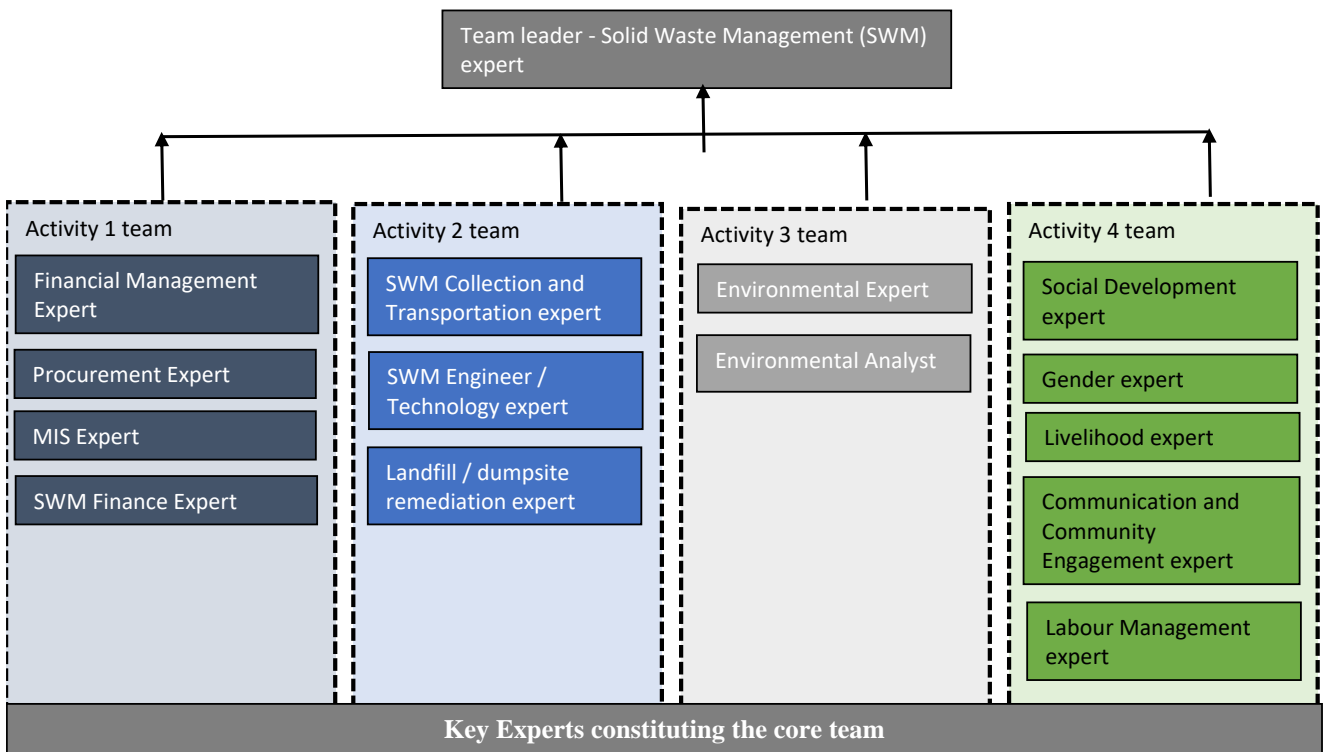 Team leader - Solid Waste Management (SWM)
expert
Activity 1 team
Financial Management
Expert
Procurement Expert
MIS Expert
SWM Finance Expert
Activity 2 team
SWM Collection and
Transportation expert
SWM Engineer /
Technology expert
Landfill / dumpsite
remediation expert
Activity 3 team
Environmental Expert
Environmental Analyst
Activity 4 team
Social Development
expert
Gender expert
Livelihood expert
Communication and
Community
Engagement expert
Labour Management
expert
Key Experts constituting the core team